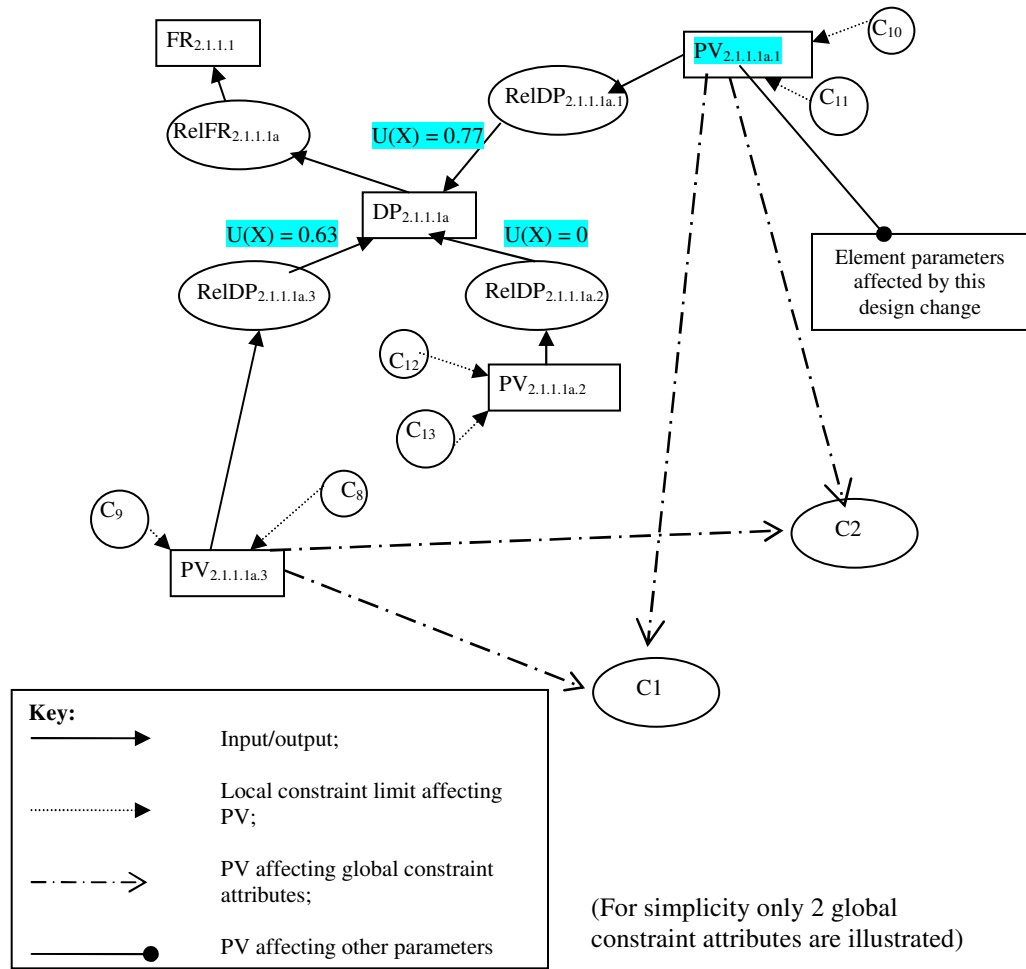 FR2.1.1.1
C10
PV2.1.1.1a.1
RelDP2.1.1.1a.1
C11
RelFR2.1.1.1a
U(X) = 0.77
DP2.1.1.1a
U(X) = 0.63
U(X) = 0
Element parameters
affected by this
design change
RelDP2.1.1.1a.3
RelDP2.1.1.1a.2
C12
PV2.1.1.1a.2
C13
C9
C8
C2
PV2.1.1.1a.3
C1
Key:
Input/output;
Local constraint limit affecting
PV;
PV affecting global constraint
attributes;
PV affecting other parameters
(For simplicity only 2 global
constraint attributes are illustrated)